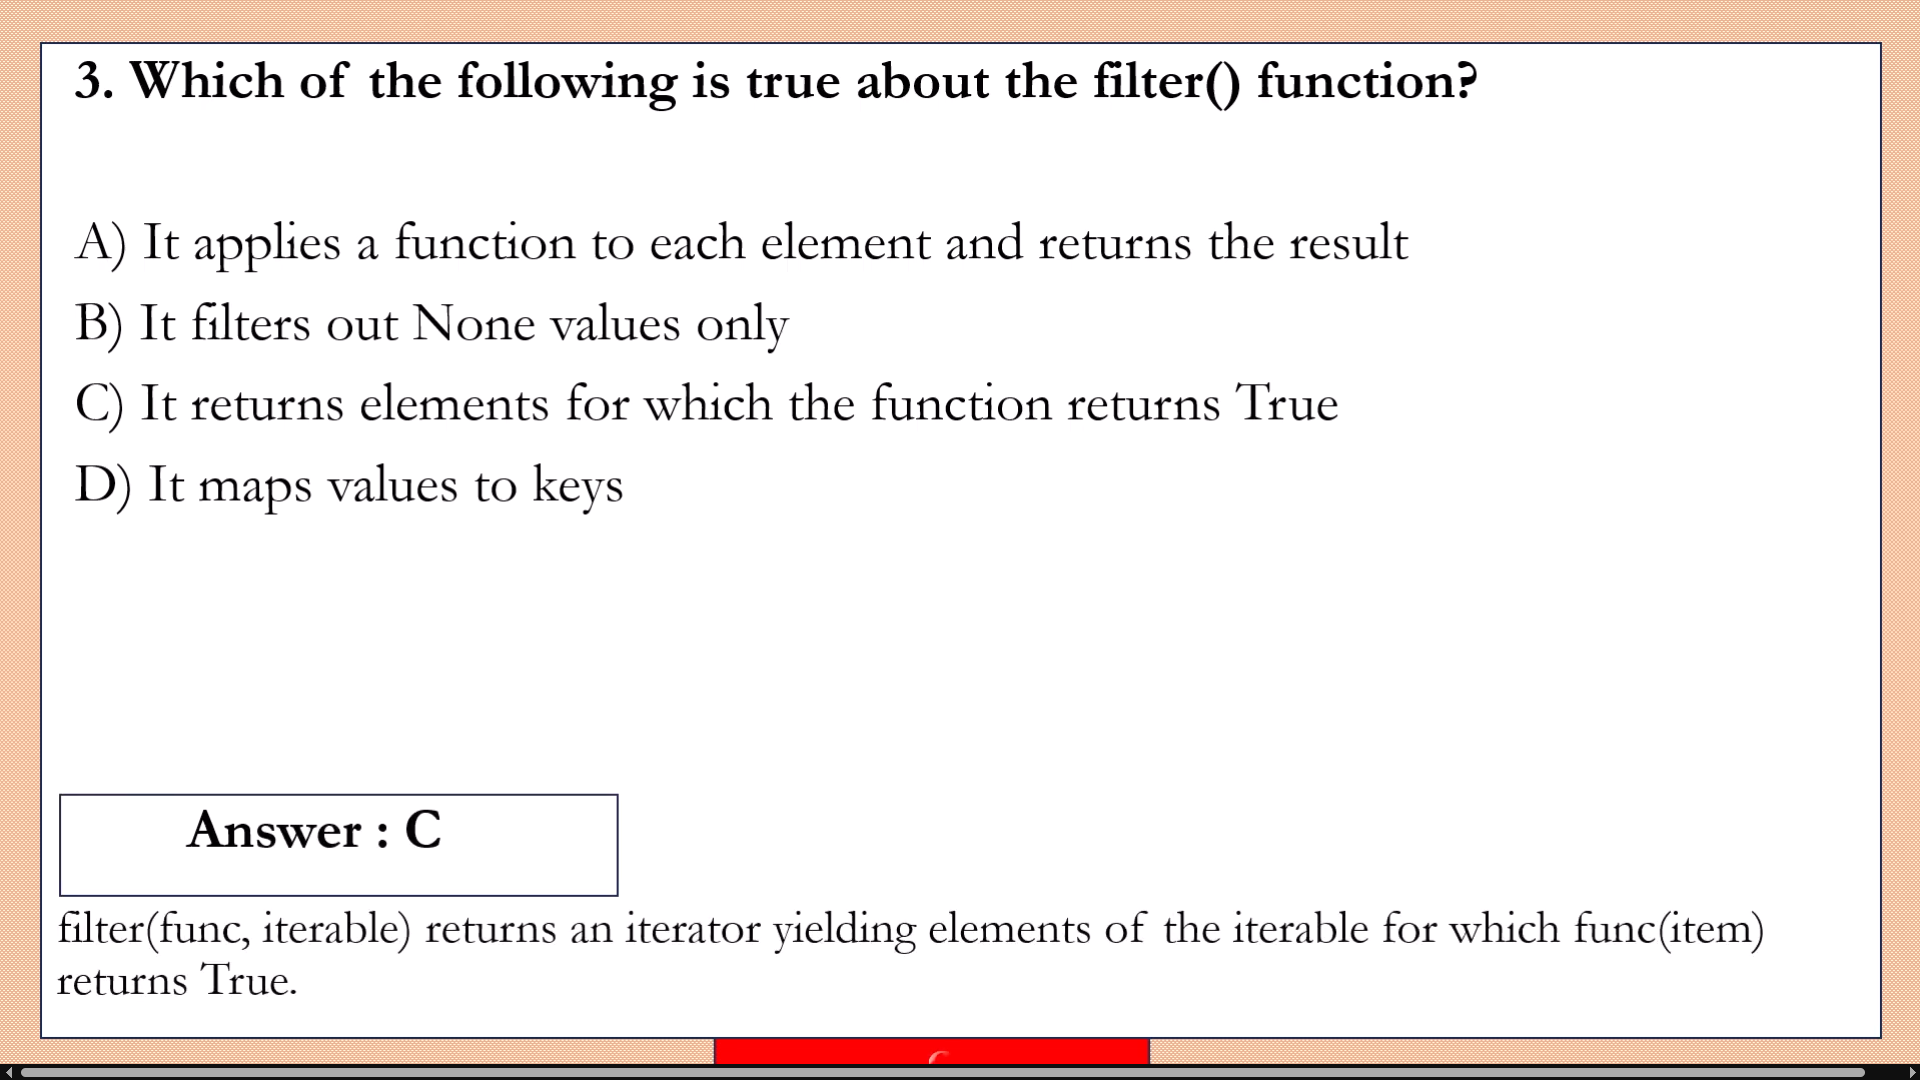 3. Which of the following is true about the filter() function?
A) It applies a function to each element and returns the result
B) It filters out None values only
C) It returns elements for which the function returns True
D) It maps values to keys
Answer : C
filter(func, iterable) returns an iterator yielding elements of the iterable for which func(item)
returns True.